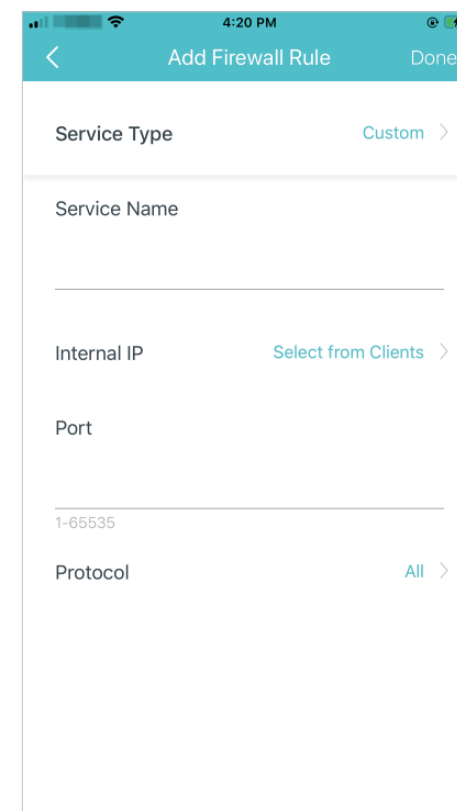 4:20 PM
Add Firewall Rule Done
Service Type Custom
Service Name
Internal IP Select from Clients
Port
1-65535
Protocol All